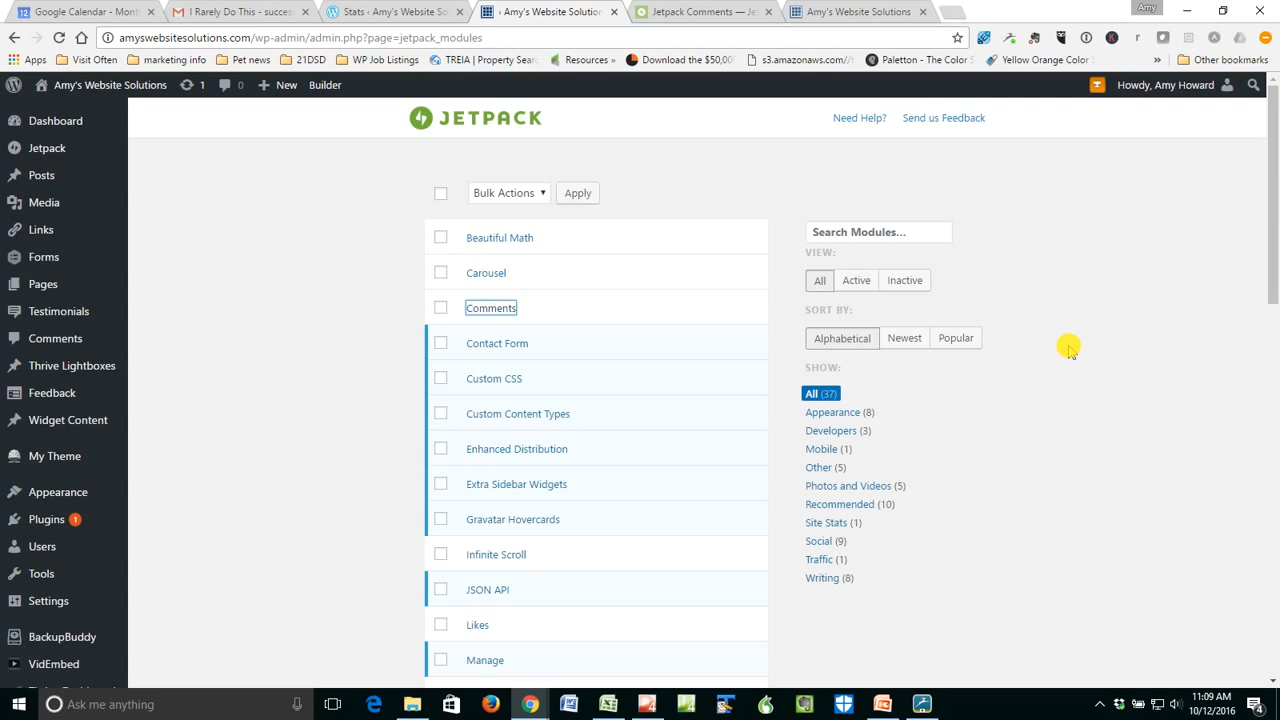 Google Calendar - Month
I Rarely Do This - success
Stats ‹ Amy's Website Sol
‹ Amy's Website Solutions
Jetpack Comments — Jet
Amy's Website Solutions
Amy
amyswebsitesolutions.com/wp-admin/admin.php?page=jetpack_modules
Apps
Visit Often
marketing info
Pet news
21DSD
WP Job Listings
TREIA | Property Sear
Resources »
Download the $50,00
s3.amazonaws.com//t
Paletton - The Color S
Yellow Orange Color
Other bookmarks
Amy's Website Solutions
1
0
New
Builder
Howdy, Amy Howard
Dashboard
Jetpack
Posts
Media
Links
Forms
Pages
Testimonials
Comments
Thrive Lightboxes
Feedback
Widget Content
My Theme
Appearance
Plugins 1
Users
Tools
Settings
BackupBuddy
VidEmbed
JETPACK
Need Help?
Send us Feedback
Bulk Actions
Apply
Beautiful Math
Carousel
Comments
Contact Form
Custom CSS
Custom Content Types
Enhanced Distribution
Extra Sidebar Widgets
Gravatar Hovercards
Infinite Scroll
JSON API
Likes
Manage
Search Modules...
VIEW:
All
Active
Inactive
SORT BY:
Alphabetical
Newest
Popular
SHOW:
All (37)
Appearance (8)
Developers (3)
Mobile (1)
Other (5)
Photos and Videos (5)
Recommended (10)
Site Stats (1)
Social (9)
Traffic (1)
Writing (8)
Ask me anything
11:09 AM
10/12/2016
4